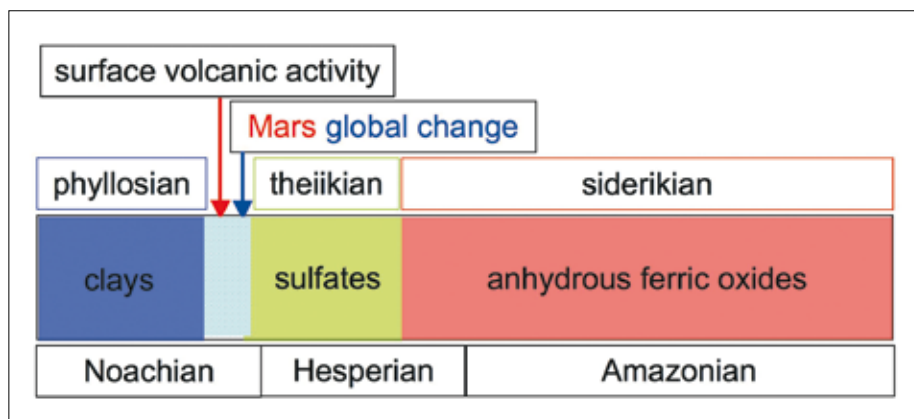 surface volcanic activity
Mars global change
phyllosian
theiikian
siderikian
clays
sulfates
anhydrous ferric oxides
Noachian
Hesperian
Amazonian